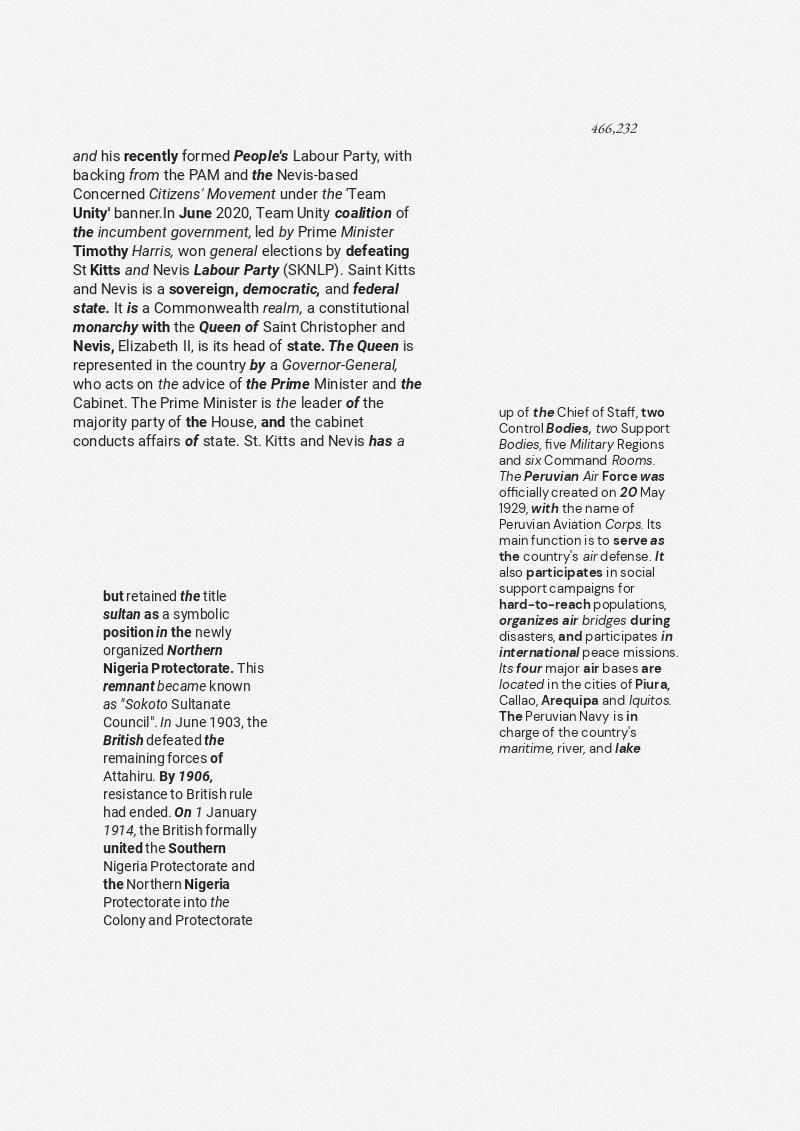 466,232
and his recently formed People's Labour Party, with
backing from the PAM and the Nevis-based
Concerned Citizens' Movement under the 'Team
Unity' banner.In June 2020, Team Unity coalition of
the incumbent government, led by Prime Minister
Timothy Harris, won general elections by defeating
St Kitts and Nevis Labour Party (SKNLP). Saint Kitts
and Nevis is a sovereign, democratic, and federal
state. It is a Commonwealth realm, a constitutional
monarchy with the Queen of Saint Christopher and
Nevis, Elizabeth II, is its head of state. The Queen is
represented in the country by a Governor-General,
who acts on the advice of the Prime Minister and the
Cabinet. The Prime Minister is the leader of the
majority party of the House, and the cabinet
conducts affairs of state. St. Kitts and Nevis has a
up of the Chief of Staff, two
Control Bodies, two Support
Bodies, five Military Regions
and six Command Rooms.
The Peruvian Air Force was
officially created on 20 May
1929, with the name of
Peruvian Aviation Corps. Its
main function is to serve as
the country's air defense. It
also participates in social
support campaigns for
hard-to-reach populations,
organizes air bridges during
disasters, and participates in
international peace missions.
Its four major air bases are
located in the cities of Piura,
Callao, Arequipa and Iquitos.
The Peruvian Navy is in
charge of the country's
maritime, river, and lake
but retained the title
sultan as a symbolic
position in the newly
organized Northern
Nigeria Protectorate. This
remnant became known
as "Sokoto Sultanate
Council". In June 1903, the
British defeated the
remaining forces of
Attahiru. By 1906,
resistance to British rule
had ended. On 1 January
1914, the British formally
united the Southern
Nigeria Protectorate and
the Northern Nigeria
Protectorate into the
Colony and Protectorate